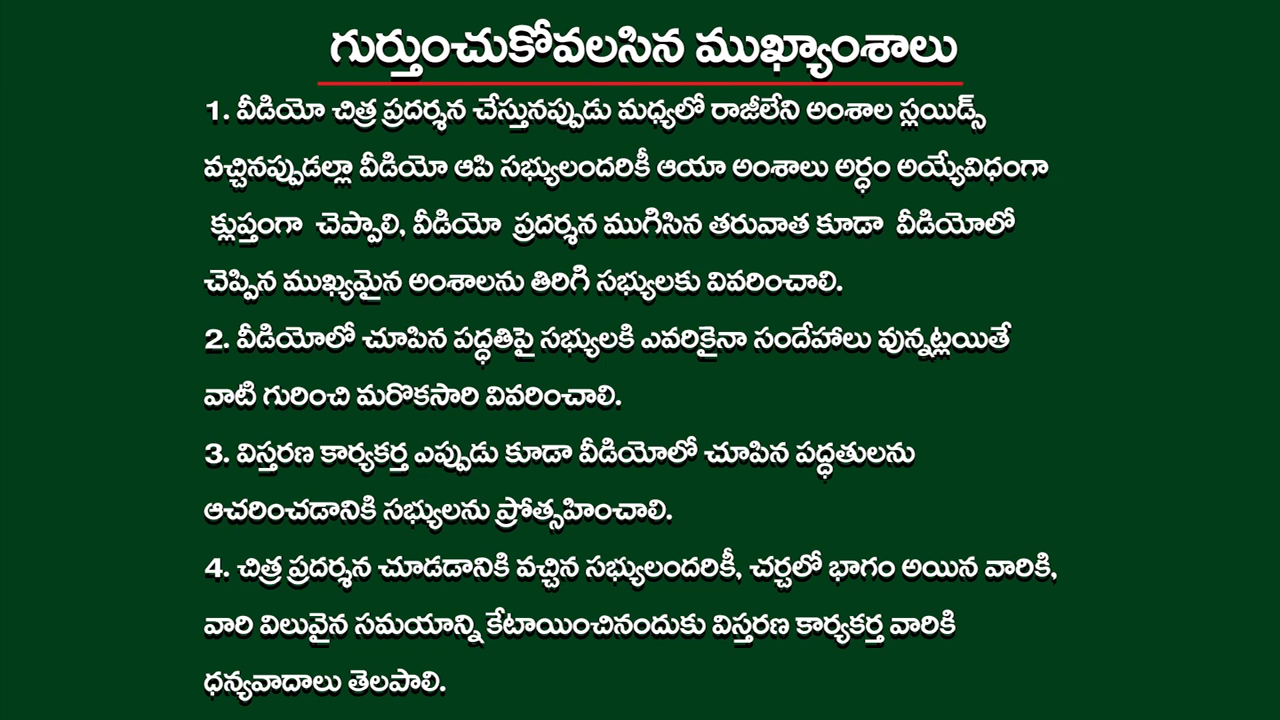 గుర్తుంచుకోవలసిన ముఖ్యాంశాలు
1. వీడియో చిత్ర ప్రదర్శన చేస్తునప్పుడు మధ్యలో రాజీలేని అంశాల స్లయిడ్స్
వచ్చినప్పుడల్లా వీడియో ఆపి సభ్యులందరికీ ఆయా అంశాలు అర్ధం అయ్యేవిధంగా
క్లుప్తంగా చెప్పాలి, వీడియో ప్రదర్శన ముగిసిన తరువాత కూడా వీడియోలో
చెప్పిన ముఖ్యమైన అంశాలను తిరిగి సభ్యులకు వివరించాలి.
2. వీడియోలో చూపిన పద్ధతిపై సభ్యులకి ఎవరికైనా సందేహాలు వున్నట్లయితే
వాటి గురించి మరొకసారి వివరించాలి.
3. విస్తరణ కార్యకర్త ఎప్పుడు కూడా వీడియోలో చూపిన పద్ధతులను
ఆచరించడానికి సభ్యులను ప్రోత్సహించాలి.
4. చిత్ర ప్రదర్శన చూడడానికి వచ్చిన సభ్యులందరికీ, చర్చలో భాగం అయిన వారికి,
వారి విలువైన సమయాన్ని కేటాయించినందుకు విస్తరణ కార్యకర్త వారికి
ధన్యవాదాలు తెలపాలి.